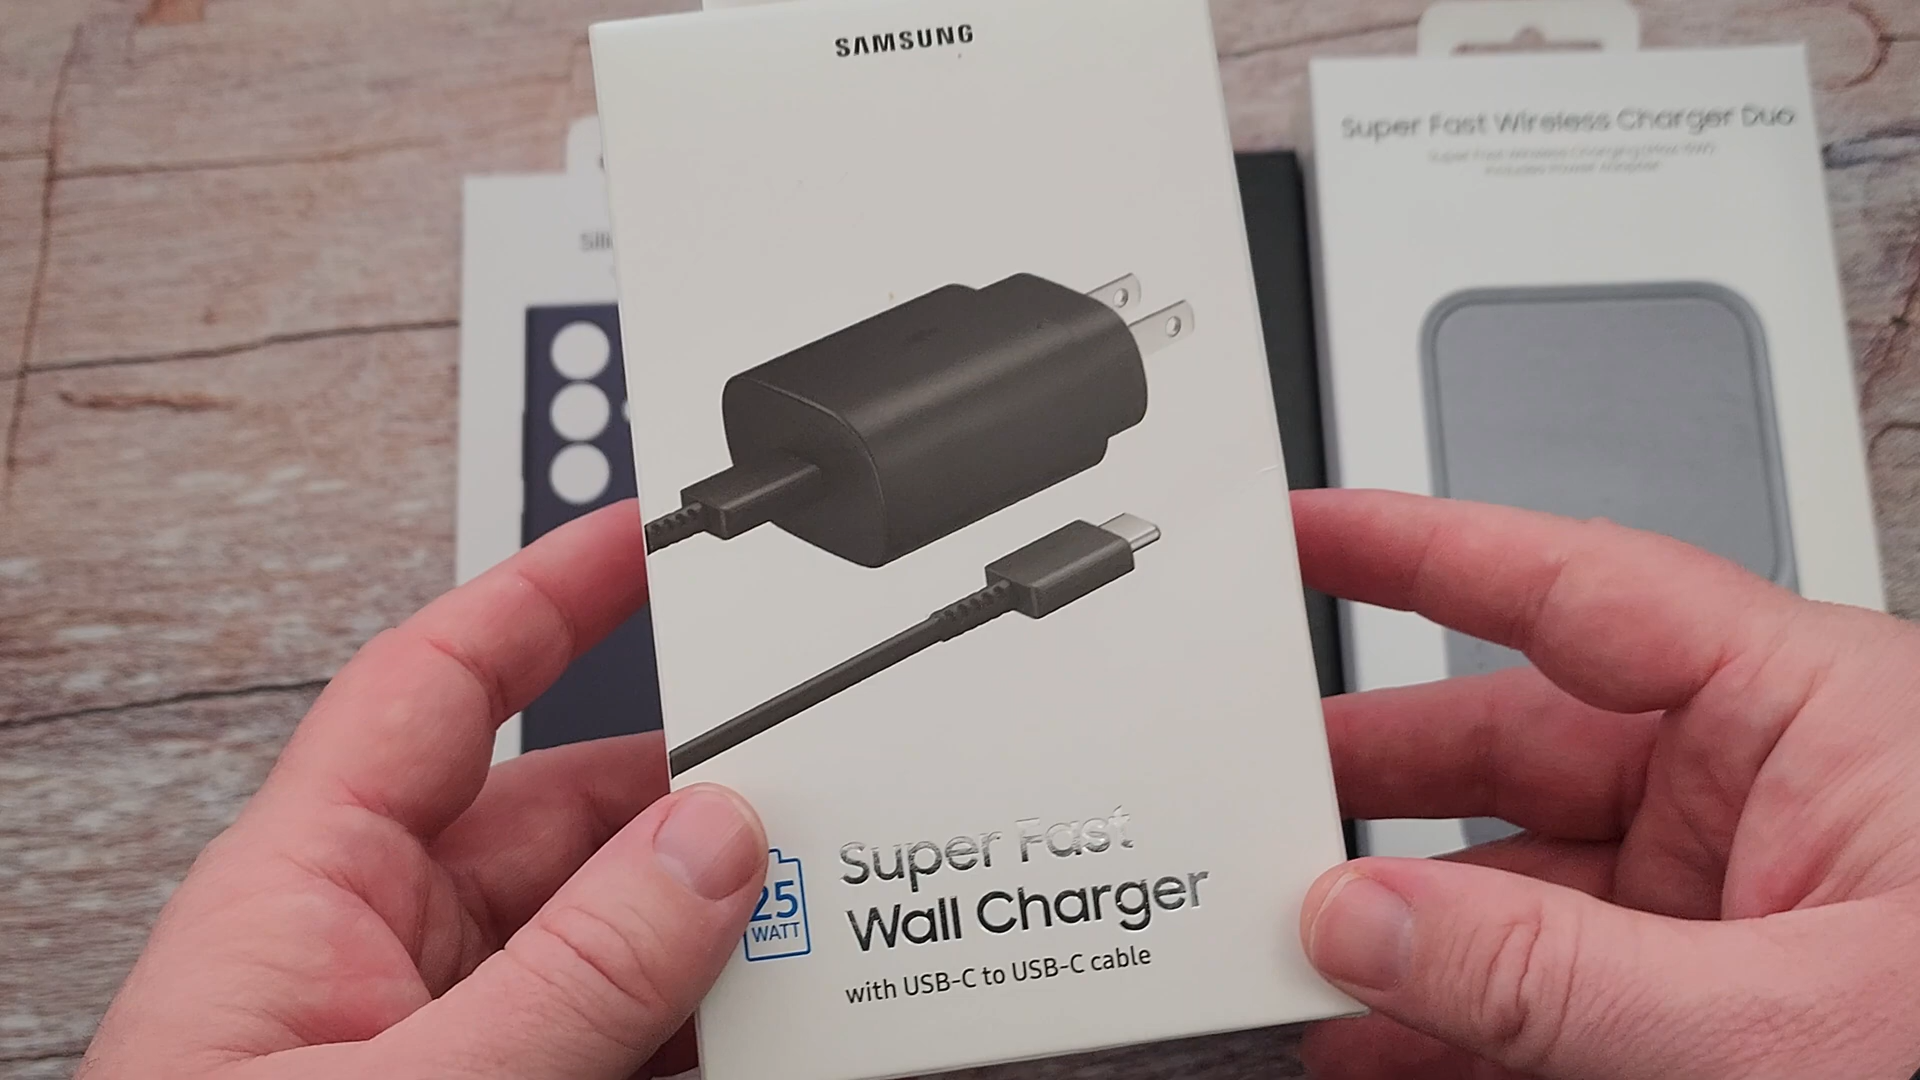 SAMSUNG
Super Fast Wireless Charger Duo
25
WATT
Super Fast
Wall Charger
with USB-C to USB-C cable